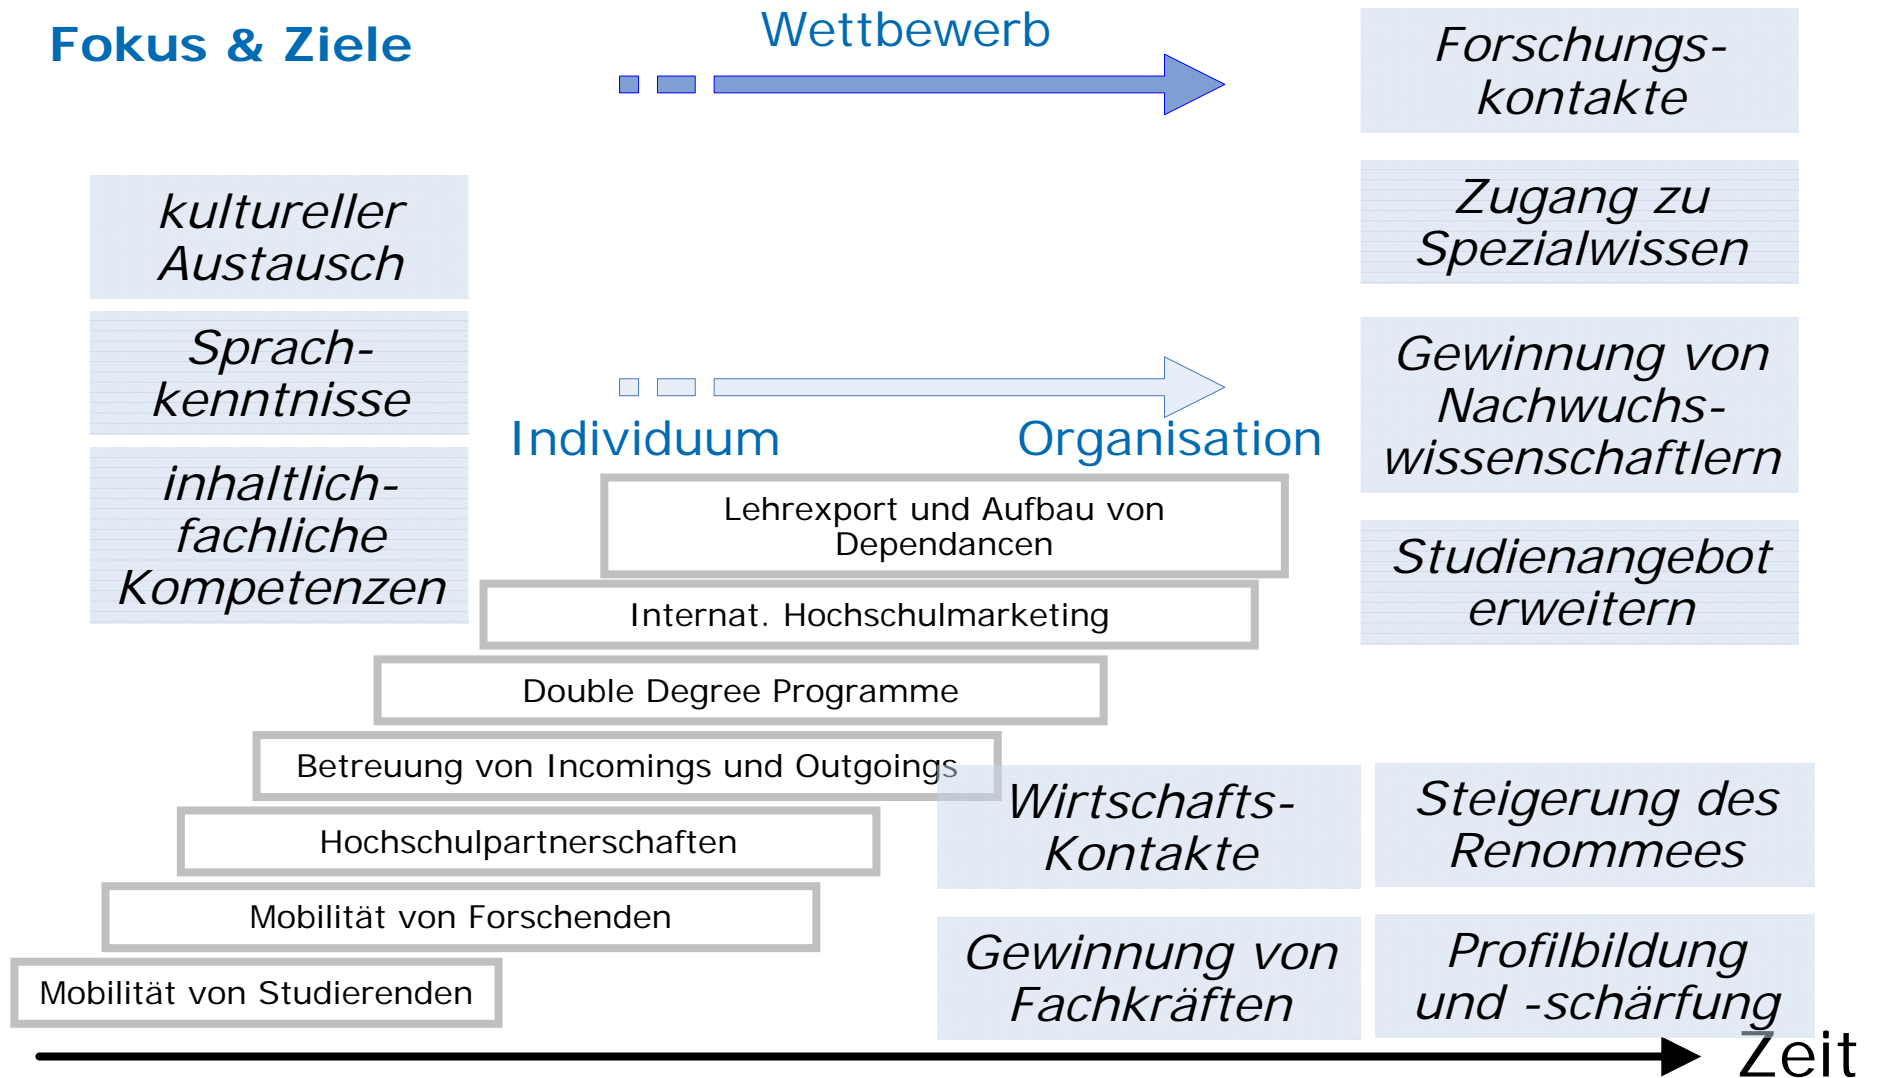 Fokus & Ziele
Wettbewerb
Forschungs-
kontakte
kultureller
Austausch
Zugang zu
Spezialwissen
Sprach-
kenntnisse
Gewinnung von
Nachwuchs-
wissenschaftlern
Individuum
Organisation
inhaltlich-
fachliche
Kompetenzen
Lehrexport und Aufbau von
Dependancen
Studienangebot
erweitern
Internat. Hochschulmarketing
Double Degree Programme
Betreuung von Incomings und Outgoings
Wirtschafts-
Kontakte
Steigerung des
Renommees
Hochschulpartnerschaften
Mobilität von Forschenden
Gewinnung von
Fachkräften
Profilbildung
und -schärfung
Mobilität von Studierenden
Zeit